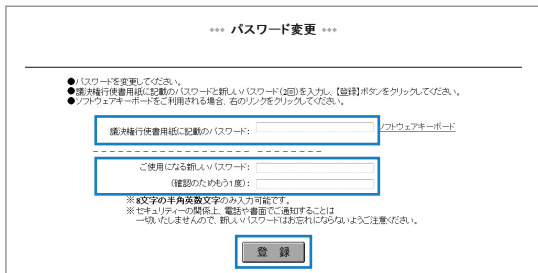 *** パスワード変更 ***
●パスワードを変更してください。
●議決権行使書用紙に記載のパスワードと新しいパスワード(2回)を入力し、【登録】ボタンをクリックしてください。
●ソフトウェアキーボードをご利用される場合、右のリンクをクリックしてください。
議決権行使書用紙に記載のパスワード: ソフトウェアキーボード
ご使用になる新しいパスワード:
(確認のためもう1度):
※8文字の半角英数文字のみ入力可能です。
※セキュリティーの関係上、電話や書面でご通知することは
一切いたしませんので、新しいパスワードはお忘れにならないようご注意ください。
登 録